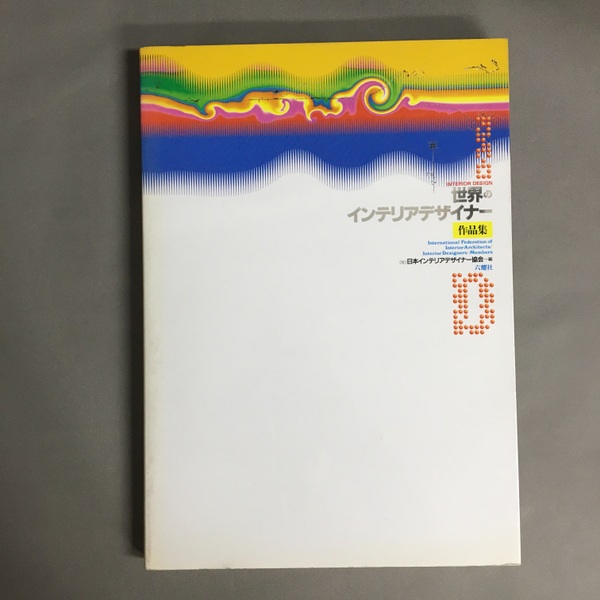 I
INTERIOR DESIGN
世界の
インテリアデザイナー
作品集
International Federation of
Interior Architects/
Interior Designers: Members
(社)日本インテリアデザイナー協会—編
六耀社
D